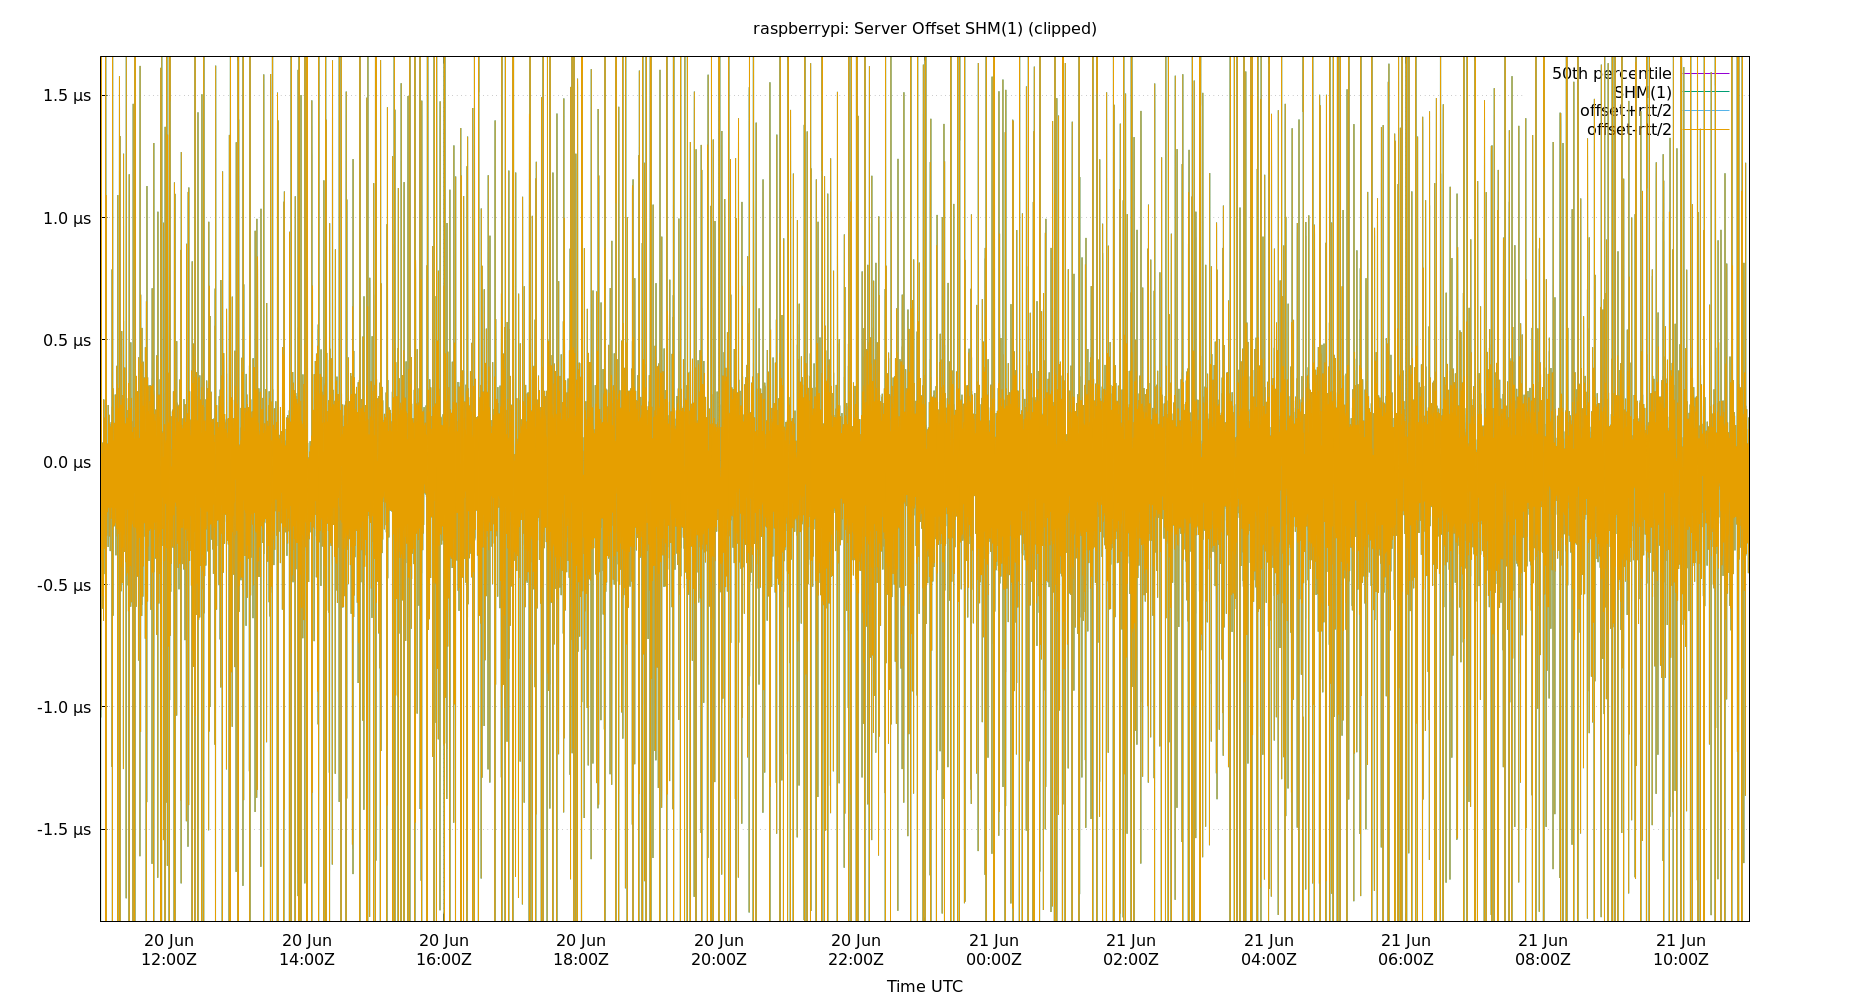 raspberrypi: Server Offset SHM(1) (clipped)
50th percentile
SHM(1)
offset+rtt/2
offset-rtt/2
1.5 µs
1.0 µs
0.5 µs
0.0 µs
-0.5 µs
-1.0 µs
-1.5 µs
20 Jun 20 Jun 20 Jun 20 Jun 20 Jun 20 Jun 21 Jun 21 Jun 21 Jun 21 Jun 21 Jun 21 Jun
12:00Z 14:00Z 16:00Z 18:00Z 20:00Z 22:00Z 00:00Z 02:00Z 04:00Z 06:00Z 08:00Z 10:00Z
Time UTC